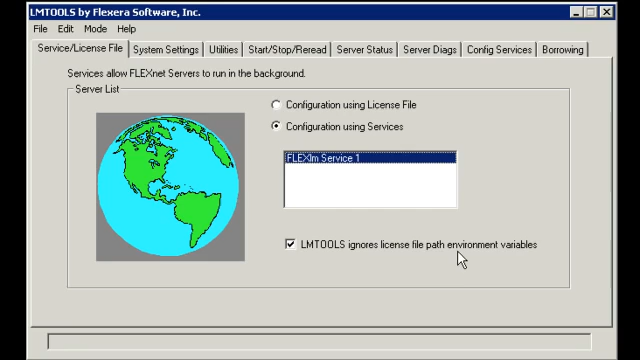 LMTOOLS by Flexera Software, Inc.
File Edit Mode Help
Service/License File System Settings Utilities Start/Stop/Reread Server Status Server Diags Config Services Borrowing
Services allow FLEXnet Servers to run in the background.
Server List
Configuration using License File
Configuration using Services
FLEXlm Service 1
LMTOOLS ignores license file path environment variables